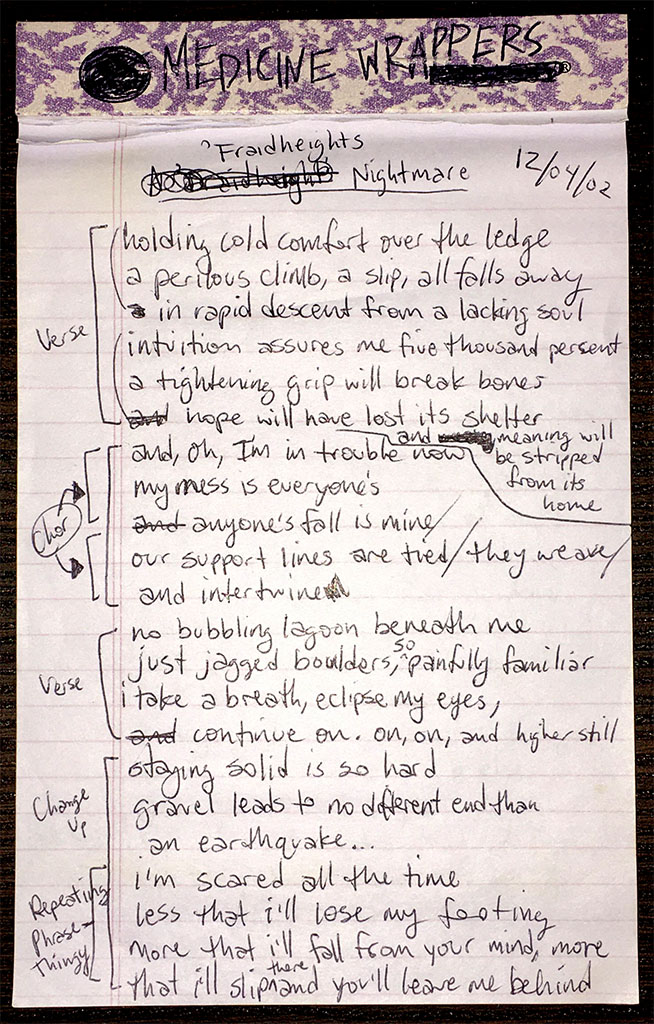 MEDICINE WRAPPERS
'Fraidheights
Nightmare
12/04/02
Verse
holding cold comfort over the ledge
a perilous climb, a slip, all falls away
in rapid descent from a lacking soul
intuition assures me five thousand persent
a tightening grip will break bones
and hope will have lost its shelter
and meaning will
be stripped
from its
home
Chor
and, oh, I'm in trouble now
my mess is everyone's
and anyone's fall is mine/
our support lines are tied/they weave/
and intertwine
Verse
no bubbling lagoon beneath me
just jagged boulders, so painfully familiar
i take a breath, eclipse my eyes,
and continue on. on, on, and higher still
Change
Up
staying solid is so hard
gravel leads to no different end than
an earthquake...
Repeating
Phrase-
Thingy
i'm scared all the time
less that i'll lose my footing
more that i'll fall from your mind, more
that i'll slip there and you'll leave me behind